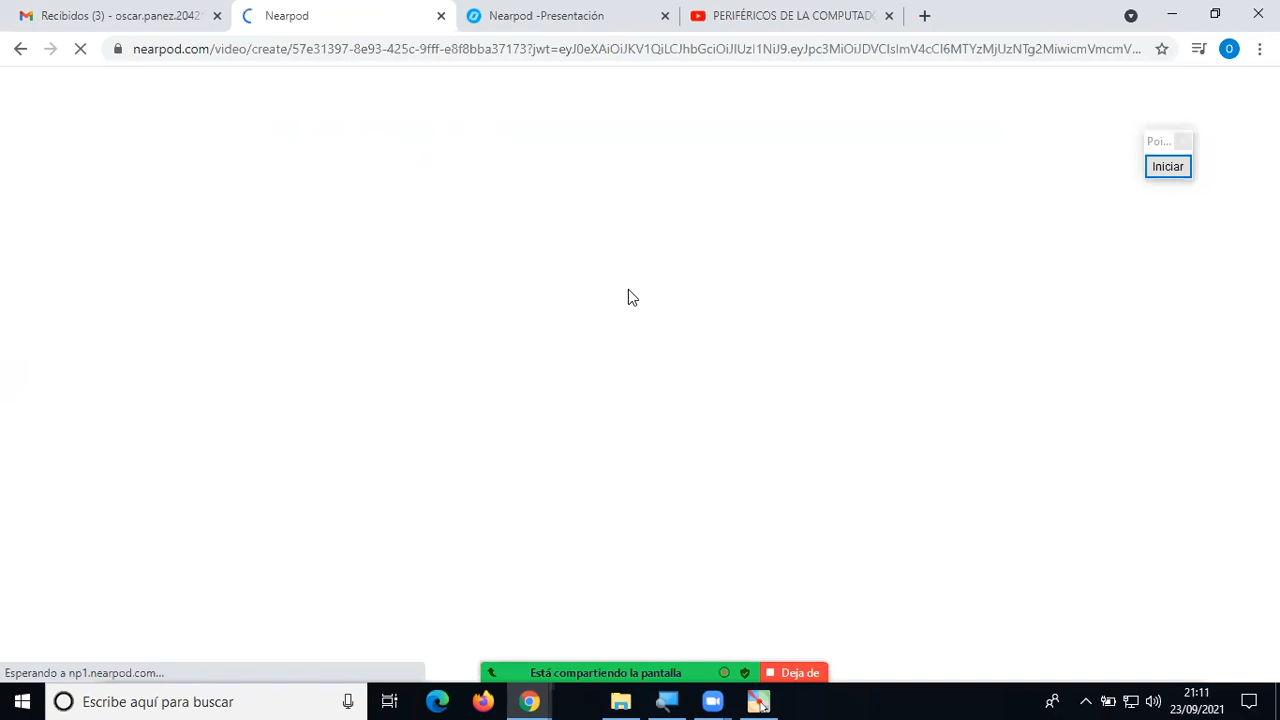 Recibidos (3) - oscar.panez.2042
Nearpod
Nearpod -Presentación
PERIFÉRICOS DE LA COMPUTADO
nearpod.com/video/create/57e31397-8e93-425c-9fff-e8f8bba37173?jwt=eyJ0eXAiOiJKV1QiLCJhbGciOiJIUzI1NiJ9.eyJpc3MiOiJDVCIsImV4cCI6MTYzMjUzNTg2MiwicmVmcmV...
O
Poi...
Iniciar
Esperando a np1.nearpod.com...
Está compartiendo la pantalla
Deja de
Escribe aquí para buscar
21:11
23/09/2021